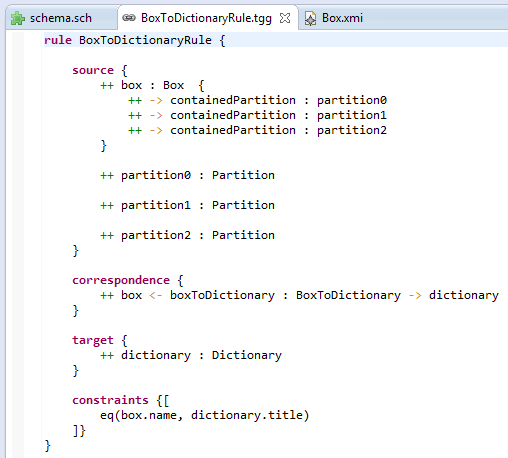 schema.sch BoxToDictionaryRule.tgg Box.xmi
rule BoxToDictionaryRule {
source {
++ box : Box {
++ -> containedPartition : partition0
++ -> containedPartition : partition1
++ -> containedPartition : partition2
}
++ partition0 : Partition
++ partition1 : Partition
++ partition2 : Partition
}
correspondence {
++ box <- boxToDictionary : BoxToDictionary -> dictionary
}
target {
++ dictionary : Dictionary
}
constraints {[
eq(box.name, dictionary.title)
]}
}